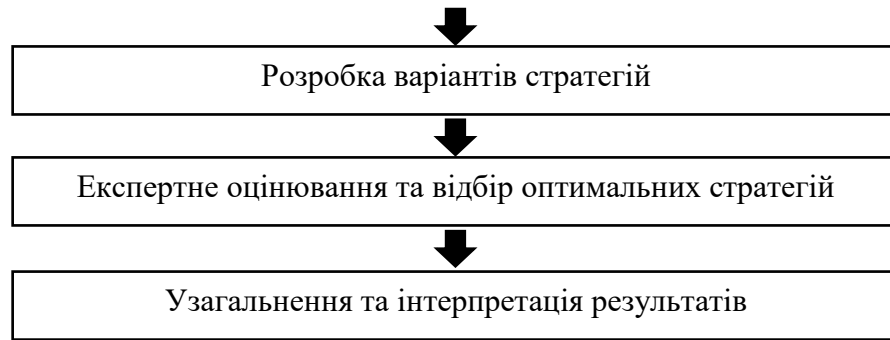 Розробка варіантів стратегій
Експертне оцінювання та відбір оптимальних стратегій
Узагальнення та інтерпретація результатів